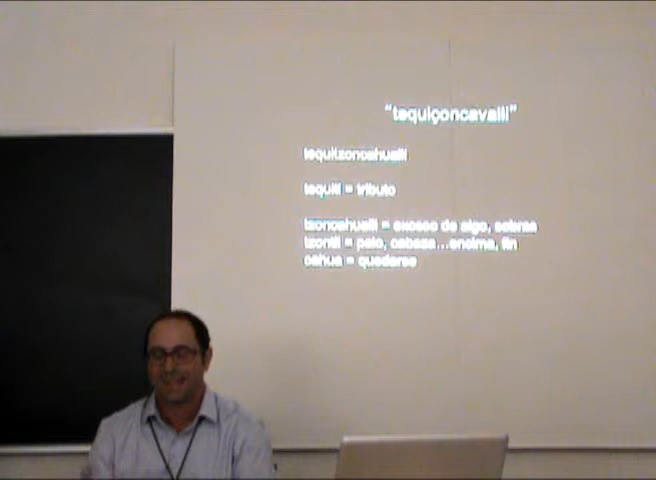 “tequiçoncavalli”
tequitzoncahualli
tequitl = tributo
tzoncahualli = exceso de algo, sobras
tzontli = pelo, cabeza...encima, fin
cahua = quedarse